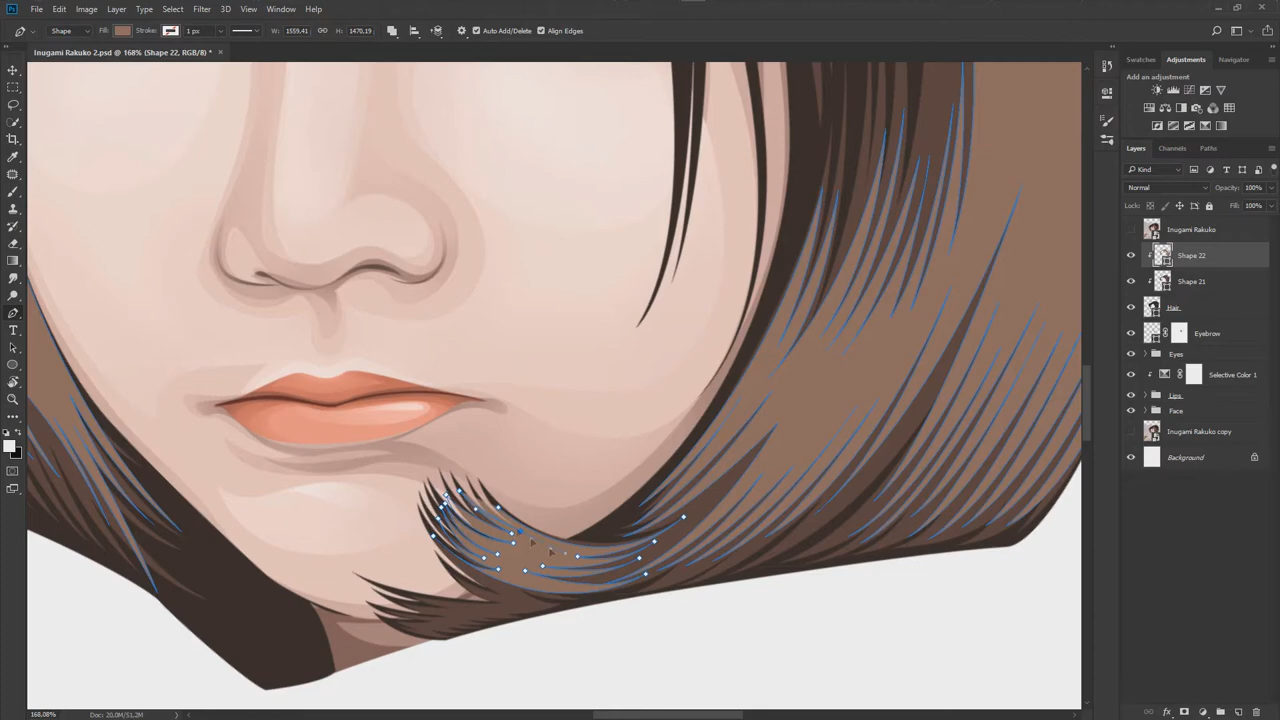 Ps File Edit Image Layer Type Select Filter 3D View Window Help
Shape Fill: Stroke: 1 px W: 1559,41 H: 1470,19 Auto Add/Delete Align Edges
Inugami Rakuko 2.psd @ 168% (Shape 22, RGB/8) * ×
Swatches Adjustments Navigator
Add an adjustment
Layers Channels Paths
Kind
Normal Opacity: 100%
Lock: Fill: 100%
Inugami Rakuko
Shape 22
Shape 21
Hair
Eyebrow
Eyes
Selective Color 1
Lips
Face
Inugami Rakuko copy
Background
168,08% Doc: 20,0M/51,2M